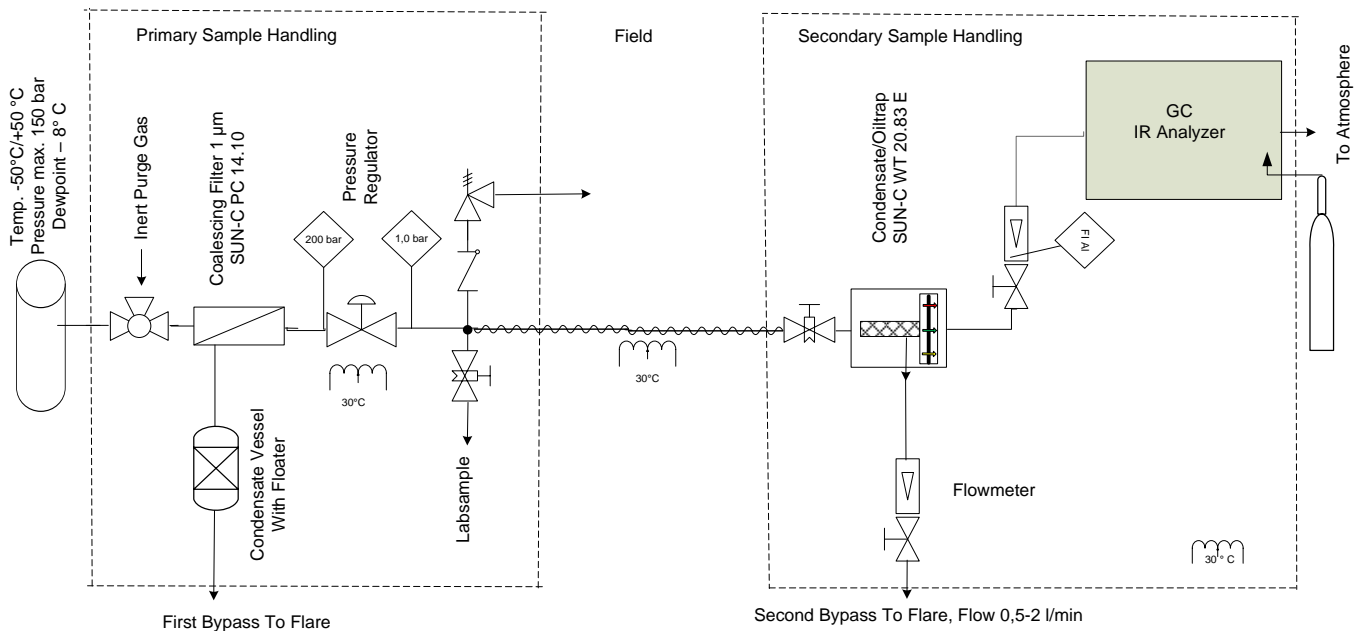 Primary Sample Handling
Field
Secondary Sample Handling
Temp. -50°C/+50 °C
Pressure max. 150 bar
Dewpoint – 8° C
Inert Purge Gas
Coalescing Filter 1 µm
SUN-C PC 14.10
Pressure
Regulator
200 bar
1,0 bar
30°C
30°C
Condensate/Oiltrap
SUN-C WT 20.83 E
GC
IR Analyzer
To Atmosphere
FI AI
Condensate Vessel
With Floater
Labsample
Flowmeter
30 ° C
First Bypass To Flare
Second Bypass To Flare, Flow 0,5-2 l/min